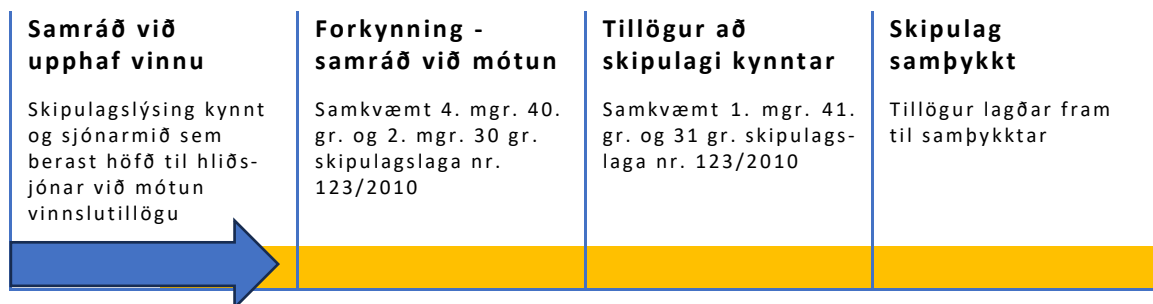 Samráð við
upphaf vinnu
Skipulagslýsing kynnt
og sjónarmið sem
berast höfð til hliðs-
jónar við mótun
vinnslutillögu
Forkynning -
samráð við mótun
Samkvæmt 4. mgr. 40.
gr. og 2. mgr. 30 gr.
skipulagslaga nr.
123/2010
Tillögur að
skipulagi kynntar
Samkvæmt 1. mgr. 41.
gr. og 31 gr. skipulags-
laga nr. 123/2010
Skipulag
samþykkt
Tillögur lagðar fram
til samþykktar